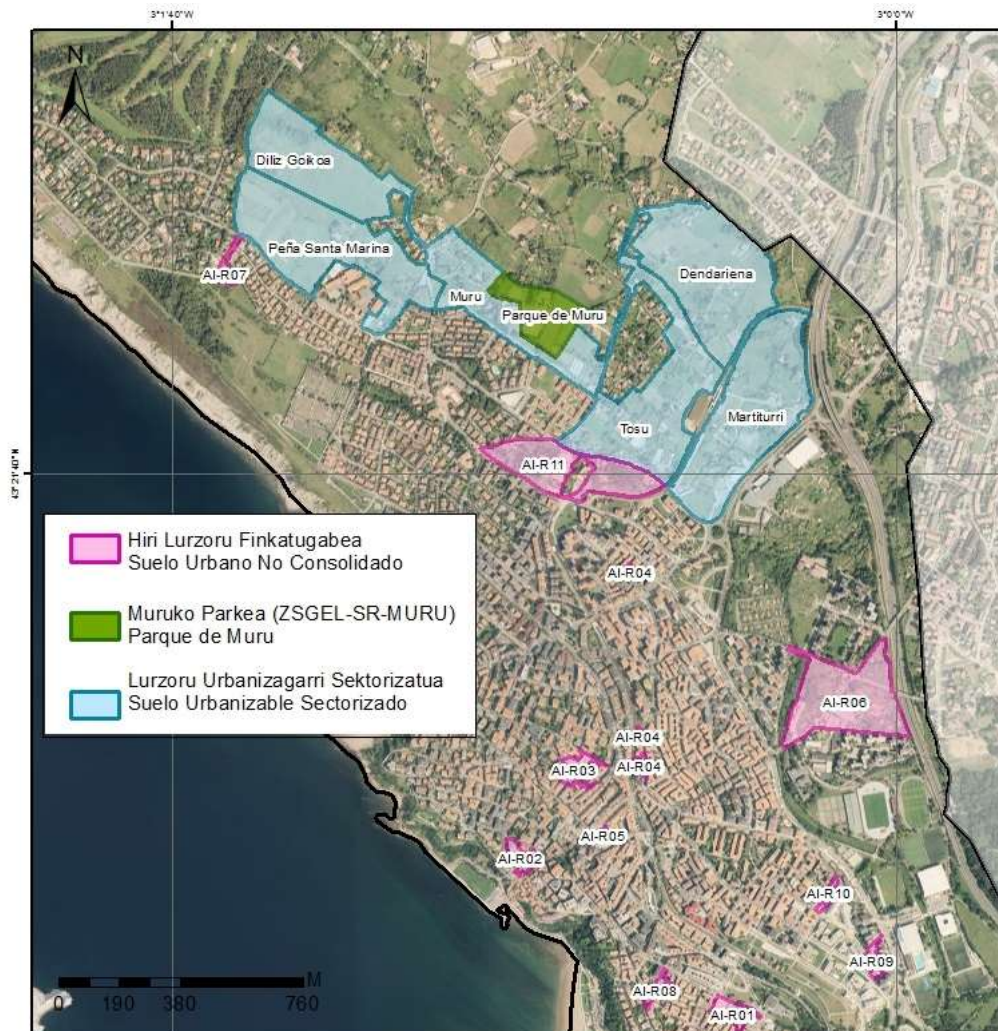 3°1'40"W
3°0'0"W
N
Diliz Goikoa
Peña Santa Marina
AI-R07
Dendariena
Muru
Parque de Muru
Martiturri
Tosu
43°21'40"N
AI-R11
Hiri Lurzoru Finkatugabea
Suelo Urbano No Consolidado
Muruko Parkea (ZSGEL-SR-MURU)
Parque de Muru
Lurzoru Urbanizagarri Sektorizatua
Suelo Urbanizable Sectorizado
AI-R04
AI-R06
AI-R04
AI-R03
AI-R04
AI-R05
AI-R02
AI-R10
AI-R09
AI-R08
AI-R01
M
0 190 380 760